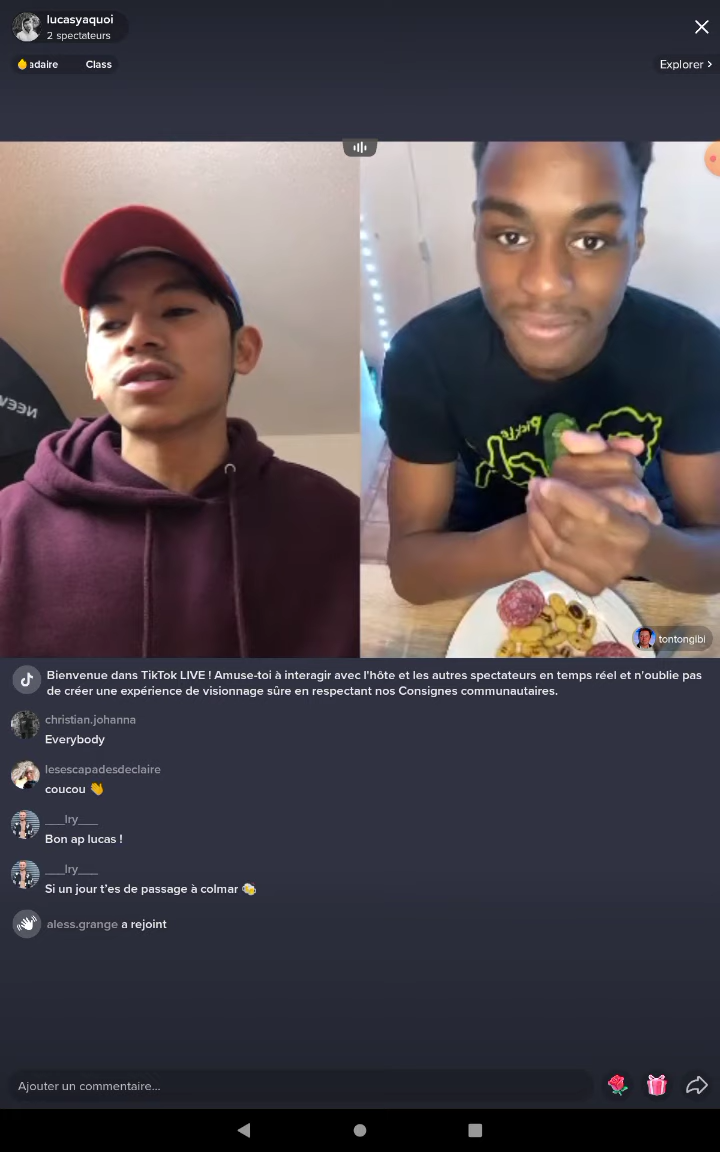 lucasyaquoi
2 spectateurs
adaire
Class
Explorer >
NEEV
pickle
tontongibi
Bienvenue dans TikTok LIVE ! Amuse-toi à interagir avec l'hôte et les autres spectateurs en temps réel et n'oublie pas
de créer une expérience de visionnage sûre en respectant nos Consignes communautaires.
christian.johanna
Everybody
lesescapadesdeclaire
coucou 👋
___lry___
Bon ap lucas !
___lry___
Si un jour t'es de passage à colmar 🍻
aless.grange a rejoint
Ajouter un commentaire...